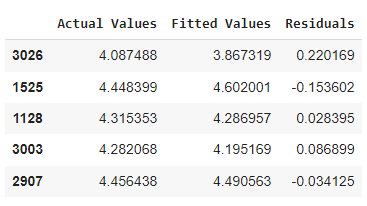 Actual Values Fitted Values Residuals
3026 4.087488 3.867319 0.220169
1525 4.448399 4.602001 -0.153602
1128 4.315353 4.286957 0.028395
3003 4.282068 4.195169 0.086899
2907 4.456438 4.490563 -0.034125